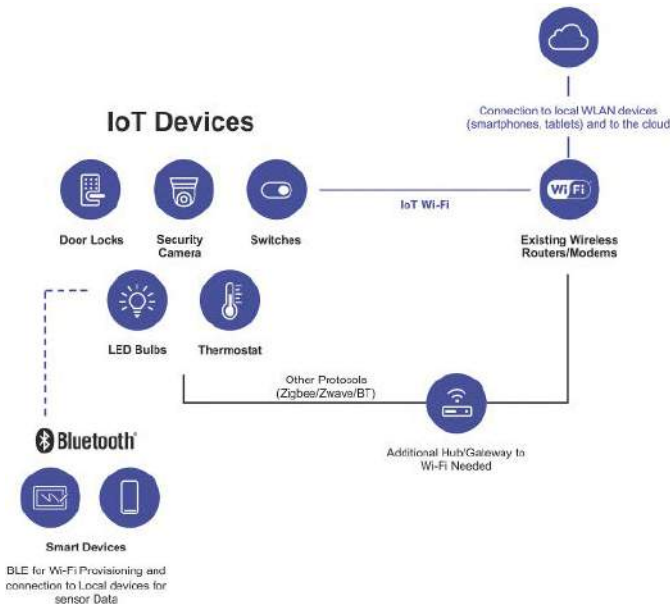 Connection to local WLAN devices
(smartphones, tablets) and to the cloud
IoT Devices
WiFi
IoT Wi-Fi
Door Locks
Security
Camera
Switches
Existing Wireless
Routers/Modems
LED Bulbs
Thermostat
Other Protocols
(Zigbee/Zwave/BT)
Additional Hub/Gateway to
Wi-Fi Needed
Bluetooth®
Smart Devices
BLE for Wi-Fi Provisioning and
connection to Local devices for
sensor Data